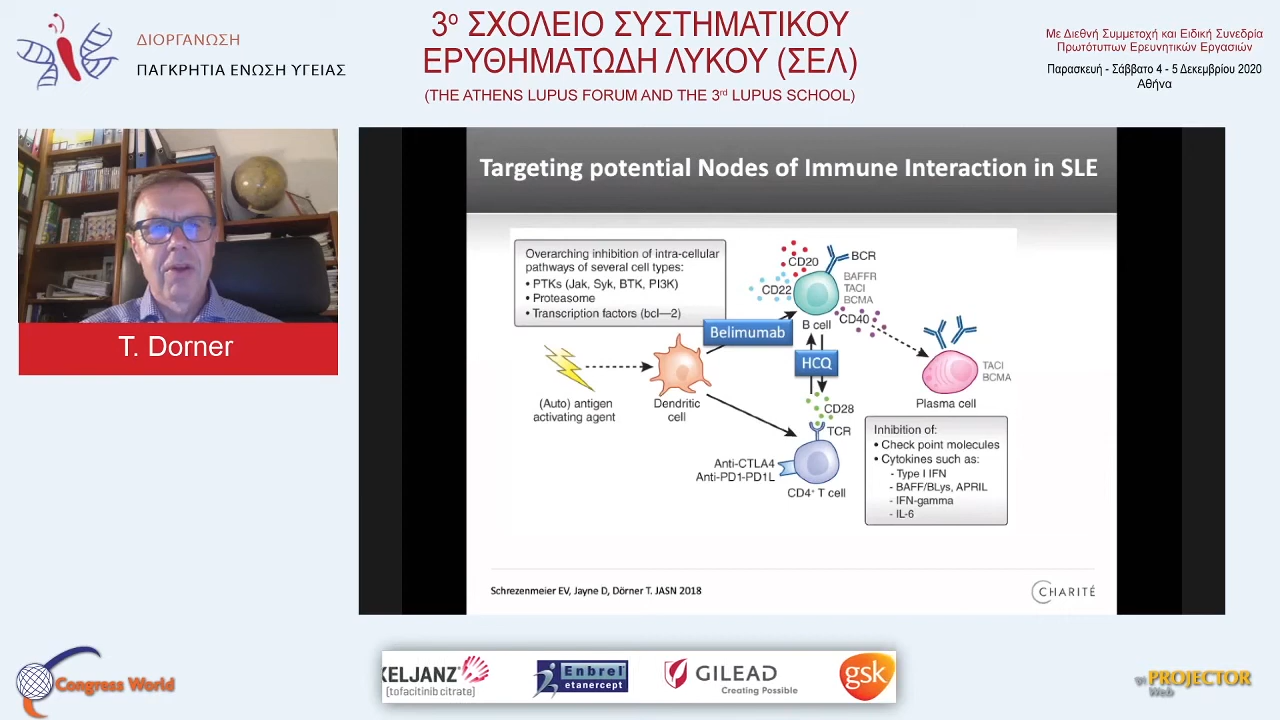 ΔΙΟΡΓΑΝΩΣΗ
ΠΑΓΚΡΗΤΙΑ ΕΝΩΣΗ ΥΓΕΙΑΣ
3ο ΣΧΟΛΕΙΟ ΣΥΣΤΗΜΑΤΙΚΟΥ
ΕΡΥΘΗΜΑΤΩΔΗ ΛΥΚΟΥ (ΣΕΛ)
(THE ATHENS LUPUS FORUM AND THE 3rd LUPUS SCHOOL)
Με Διεθνή Συμμετοχή και Ειδική Συνεδρία
Πρωτότυπων Ερευνητικών Εργασιών
Παρασκευή - Σάββατο 4 - 5 Δεκεμβρίου 2020
Αθήνα
T. Dorner
Targeting potential Nodes of Immune Interaction in SLE
Overarching inhibition of intra-cellular
pathways of several cell types:
• PTKs (Jak, Syk, BTK, PI3K)
• Proteasome
• Transcription factors (bcl—2)
CD20
BCR
CD22
BAFFR
TACI
BCMA
CD40
B cell
Belimumab
HCQ
(Auto) antigen
activating agent
Dendritic
cell
CD28
TCR
Anti-CTLA4
Anti-PD1-PD1L
CD4+ T cell
TACI
BCMA
Plasma cell
Inhibition of:
• Check point molecules
• Cytokines such as:
- Type I IFN
- BAFF/BLys, APRIL
- IFN-gamma
- IL-6
Schrezenmeier EV, Jayne D, Dörner T. JASN 2018
CHARITÉ
Congress World
KELJANZ
(tofacitinib citrate)
Enbrel
etanercept
GILEAD
Creating Possible
gsk
PROJECTOR
Web